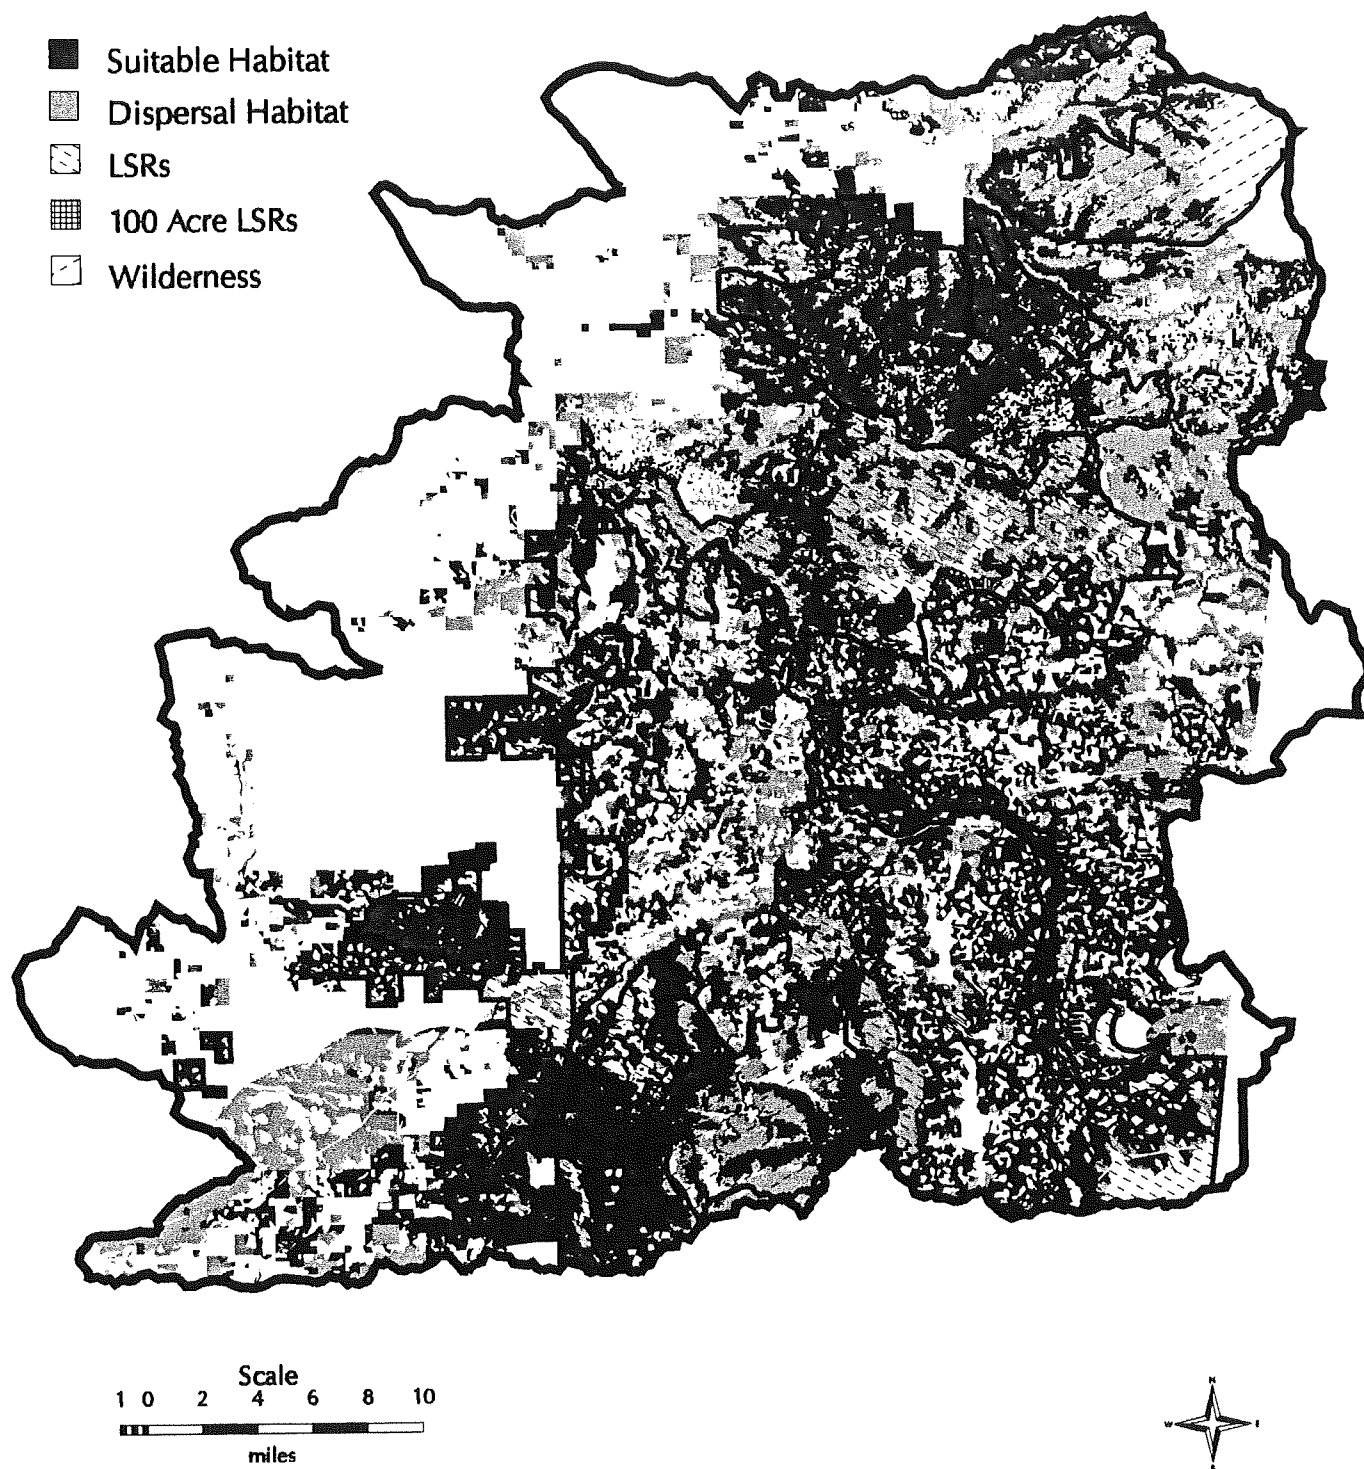 Suitable Habitat
Dispersal Habitat
LSRs
100 Acre LSRs
Wilderness
Scale
1 0 2 4 6 8 10
miles
N
W E
S